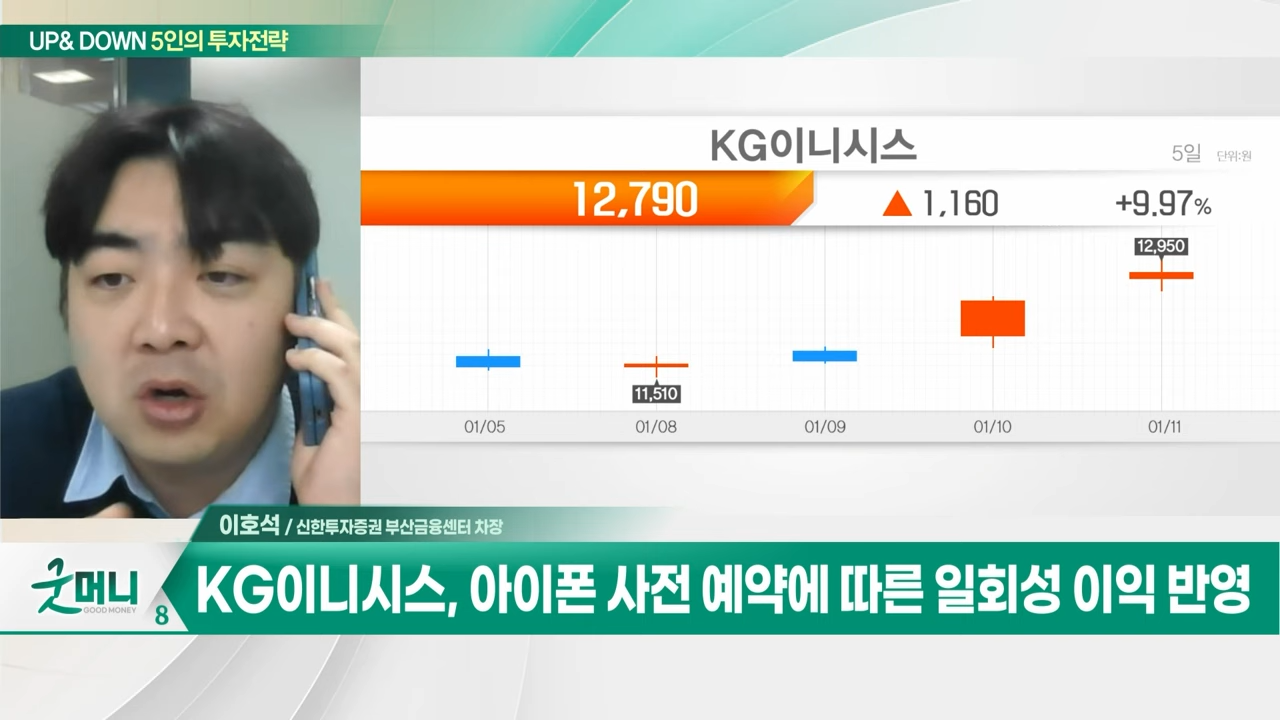 UP& DOWN 5인의 투자전략
KG이니시스
5일 단위:원
12,790 ▲ 1,160 +9.97%
12,950
11,510
01/05 01/08 01/09 01/10 01/11
이호석 / 신한투자증권 부산금융센터 차장
굿머니
GOOD MONEY
8
KG이니시스, 아이폰 사전 예약에 따른 일회성 이익 반영